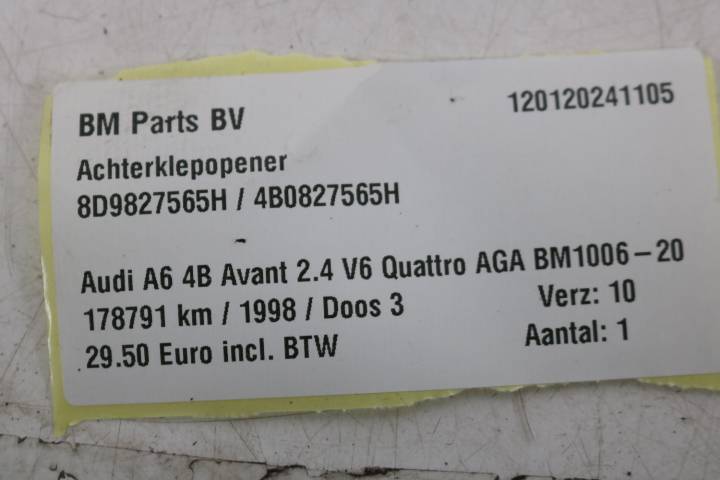 BM Parts BV 120120241105
Achterklepopener
8D9827565H / 4B0827565H
Audi A6 4B Avant 2.4 V6 Quattro AGA BM1006-20
178791 km / 1998 / Doos 3 Verz: 10
29.50 Euro incl. BTW Aantal: 1